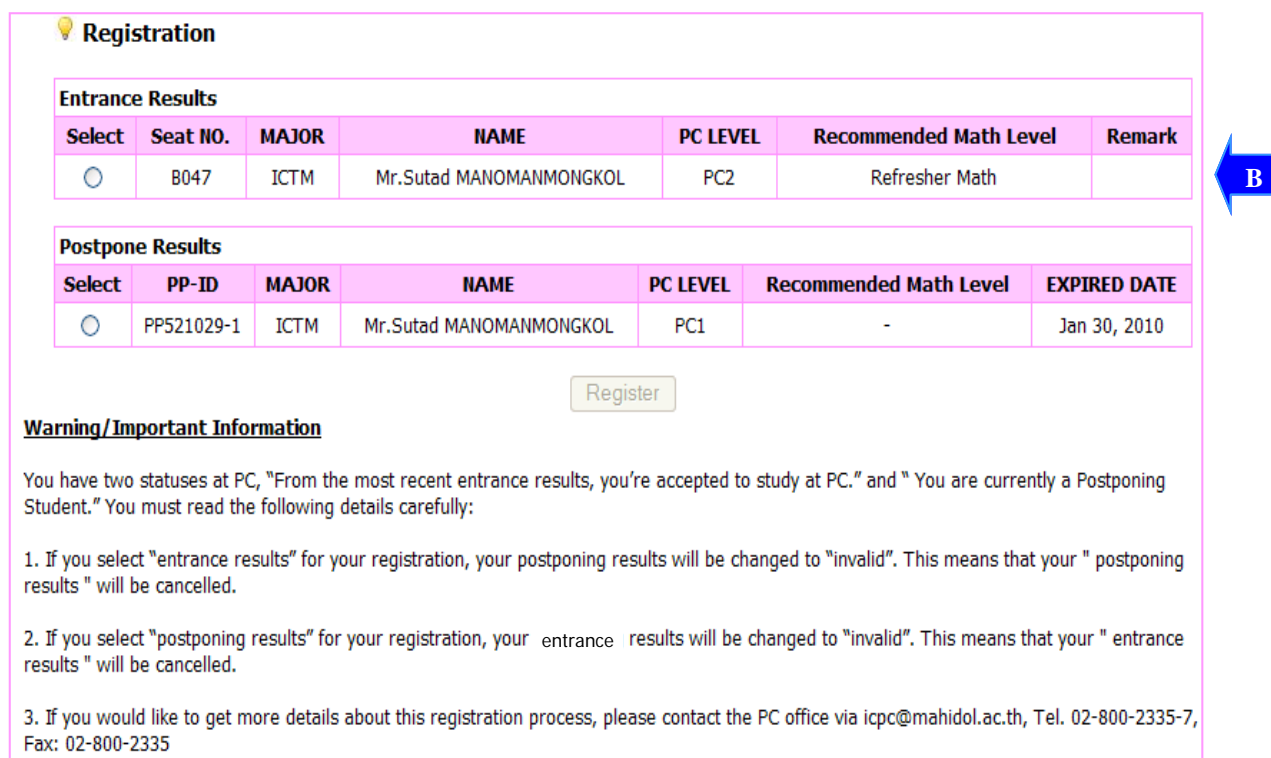 Registration
Entrance Results
Select Seat NO. MAJOR NAME PC LEVEL Recommended Math Level Remark
B047 ICTM Mr.Sutad MANOMANMONGKOL PC2 Refresher Math
B
Postpone Results
Select PP-ID MAJOR NAME PC LEVEL Recommended Math Level EXPIRED DATE
PP521029-1 ICTM Mr.Sutad MANOMANMONGKOL PC1 - Jan 30, 2010
Register
Warning/Important Information
You have two statuses at PC, “From the most recent entrance results, you’re accepted to study at PC.” and “ You are currently a Postponing
Student.” You must read the following details carefully:
1. If you select “entrance results” for your registration, your postponing results will be changed to “invalid”. This means that your " postponing
results " will be cancelled.
2. If you select “postponing results” for your registration, your entrance results will be changed to “invalid”. This means that your " entrance
results " will be cancelled.
3. If you would like to get more details about this registration process, please contact the PC office via icpc@mahidol.ac.th, Tel. 02-800-2335-7,
Fax: 02-800-2335